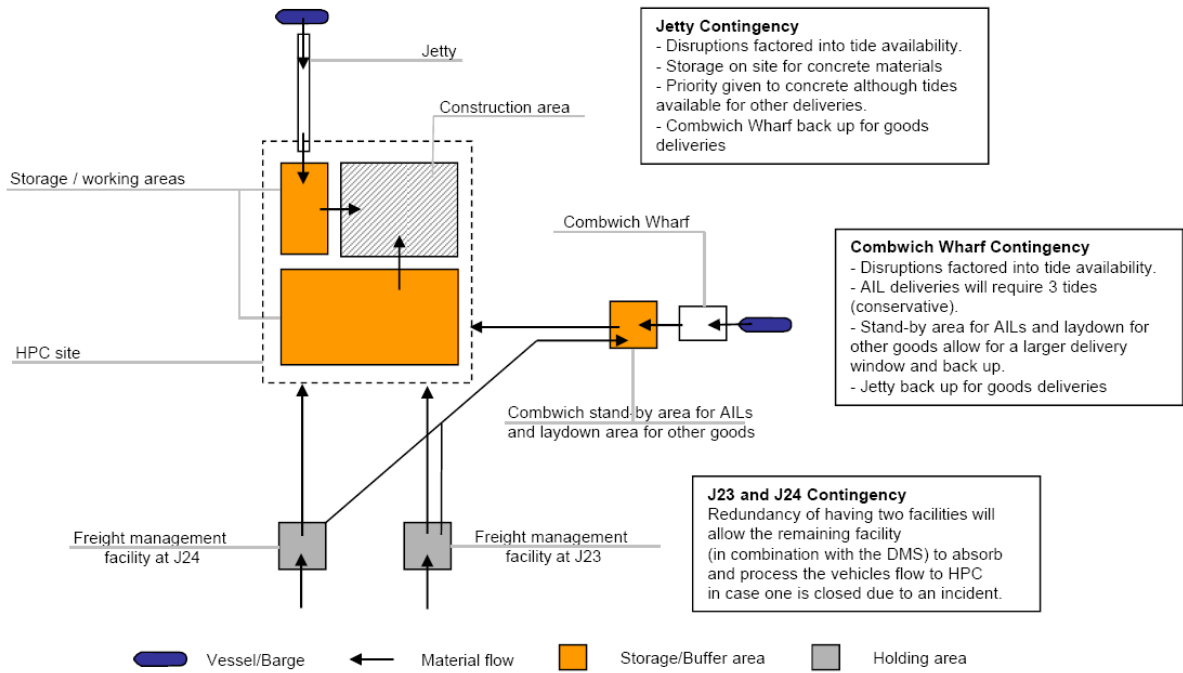 Jetty
Construction area
Storage / working areas
HPC site
Jetty Contingency
- Disruptions factored into tide availability.
- Storage on site for concrete materials
- Priority given to concrete although tides
available for other deliveries.
- Combwich Wharf back up for goods
deliveries
Combwich Wharf
Combwich Wharf Contingency
- Disruptions factored into tide availability.
- AIL deliveries will require 3 tides
(conservative).
- Stand-by area for AILs and laydown for
other goods allow for a larger delivery
window and back up.
- Jetty back up for goods deliveries
Combwich stand-by area for AILs
and laydown area for other goods
J23 and J24 Contingency
Redundancy of having two facilities will
allow the remaining facility
(in combination with the DMS) to absorb
and process the vehicles flow to HPC
in case one is closed due to an incident.
Freight management
facility at J24
Freight management
facility at J23
Vessel/Barge
Material flow
Storage/Buffer area
Holding area